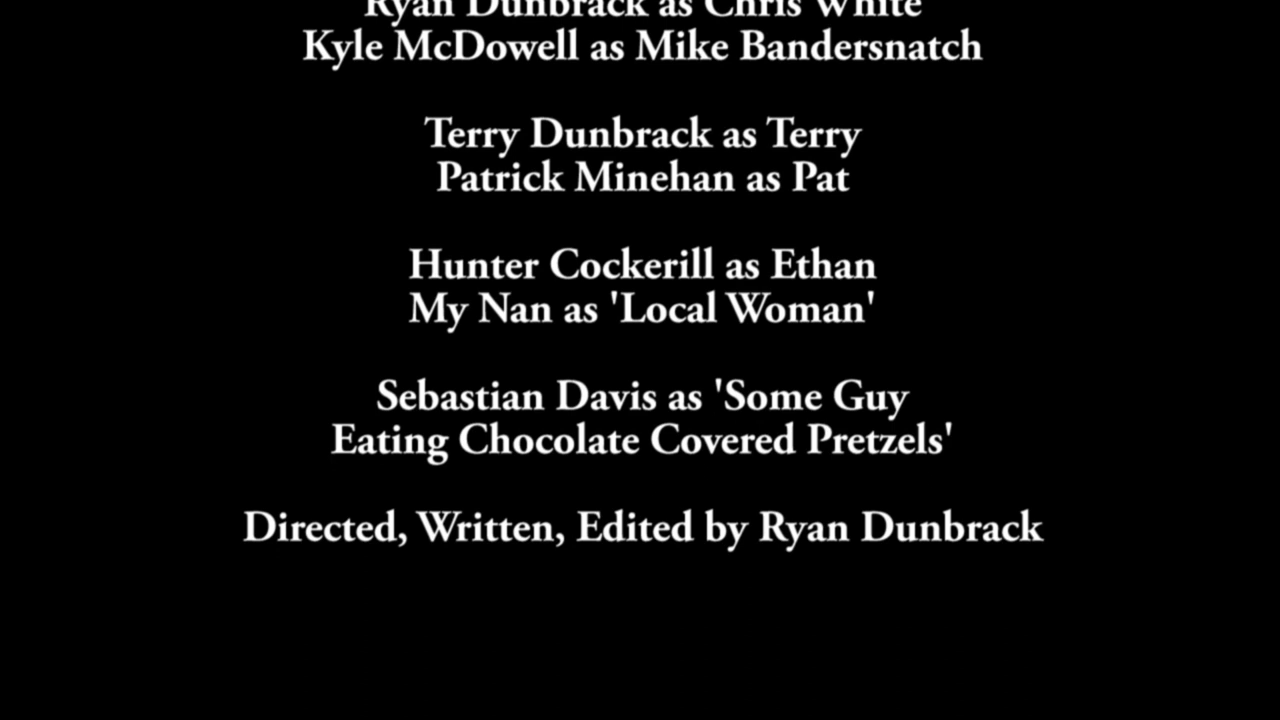 Ryan Dunbrack as Chris White
Kyle McDowell as Mike Bandersnatch
Terry Dunbrack as Terry
Patrick Minehan as Pat
Hunter Cockerill as Ethan
My Nan as 'Local Woman'
Sebastian Davis as 'Some Guy
Eating Chocolate Covered Pretzels'
Directed, Written, Edited by Ryan Dunbrack